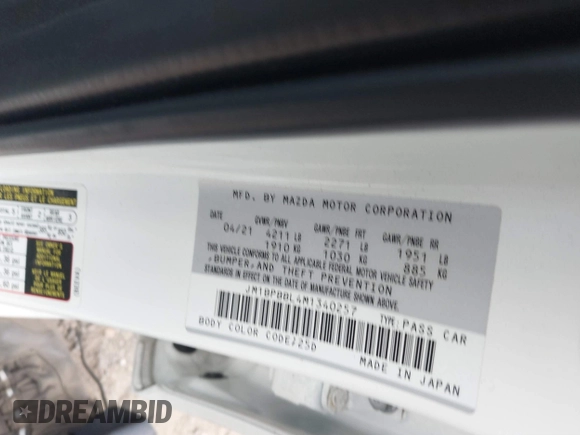 MFD. BY MAZDA MOTOR CORPORATION
DATE GVWR/PNBV GAWR/PNBE FRT GAWR/PNBE RR
04/21 4211 LB 2271 LB 1951 LB
1910 KG 1030 KG 885 KG
THIS VEHICLE CONFORMS TO ALL APPLICABLE FEDERAL MOTOR VEHICLE SAFETY
, BUMPER, AND THEFT PREVENTION
STANDARDS IN EFFECT ON THE DATE OF MANUFACTURE SHOWN ABOVE.
JM1BPBBL4M1340257 TYPE: PASS CAR
BODY COLOR CODE/25D
MADE IN JAPAN
DREAMBID